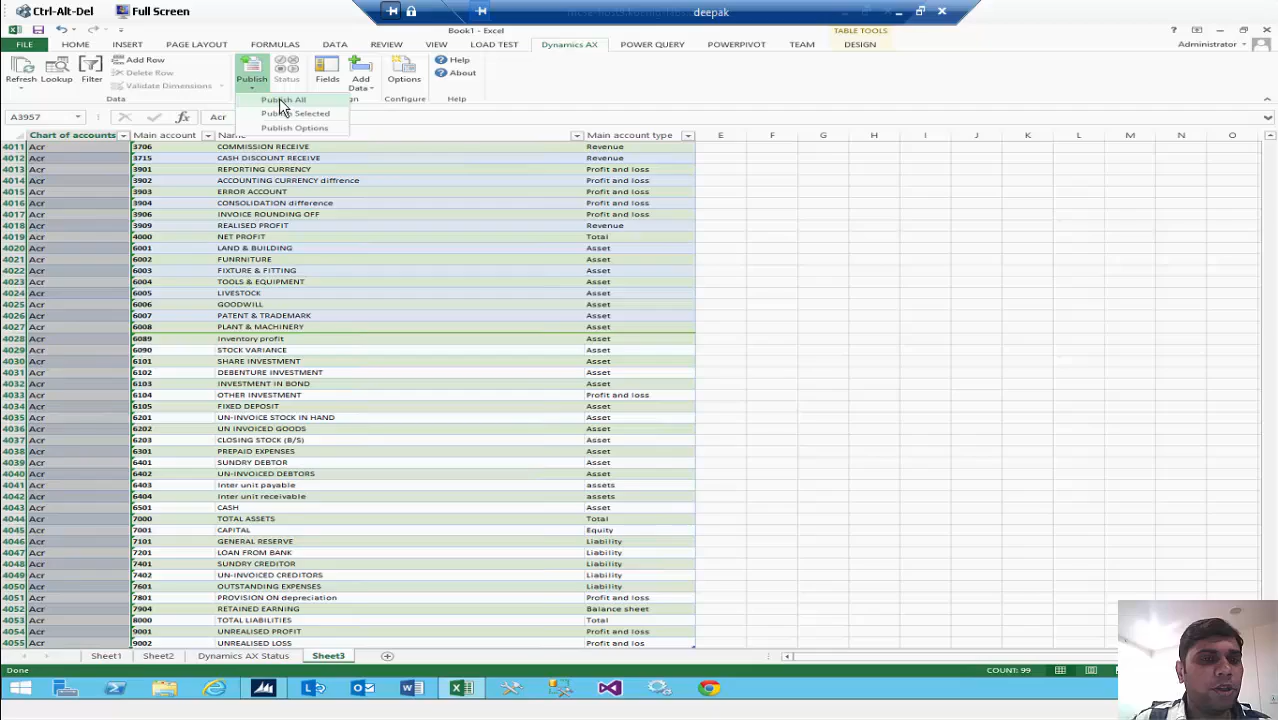 Ctrl-Alt-Del Full Screen
deepak
Book1 - Excel
TABLE TOOLS
FILE HOME INSERT PAGE LAYOUT FORMULAS DATA REVIEW VIEW LOAD TEST Dynamics AX POWER QUERY POWERPIVOT TEAM DESIGN
Administrator
Refresh Lookup Filter
Add Row
Delete Row
Validate Dimensions
Data
Publish Status Fields Add Data
Options
Configure
Help
About
Help
Publish All
Publish Selected
Publish Options
A3957 fx Acr
Chart of accounts Main account Name Main account type E F G H I J K L M N O
4011 Acr 3706 COMMISSION RECEIVE Revenue
4012 Acr 3715 CASH DISCOUNT RECEIVE Revenue
4013 Acr 3901 REPORTING CURRENCY Profit and loss
4014 Acr 3902 ACCOUNTING CURRENCY diffrence Profit and loss
4015 Acr 3903 ERROR ACCOUNT Profit and loss
4016 Acr 3904 CONSOLIDATION difference Profit and loss
4017 Acr 3906 INVOICE ROUNDING OFF Profit and loss
4018 Acr 3909 REALISED PROFIT Revenue
4019 Acr 4000 NET PROFIT Total
4020 Acr 6001 LAND & BUILDING Asset
4021 Acr 6002 FUNRNITURE Asset
4022 Acr 6003 FIXTURE & FITTING Asset
4023 Acr 6004 TOOLS & EQUIPMENT Asset
4024 Acr 6005 LIVESTOCK Asset
4025 Acr 6006 GOODWILL Asset
4026 Acr 6007 PATENT & TRADEMARK Asset
4027 Acr 6008 PLANT & MACHINERY Asset
4028 Acr 6089 Inventory profit Asset
4029 Acr 6090 STOCK VARIANCE Asset
4030 Acr 6101 SHARE INVESTMENT Asset
4031 Acr 6102 DEBENTURE INVESTMENT Asset
4032 Acr 6103 INVESTMENT IN BOND Asset
4033 Acr 6104 OTHER INVESTMENT Profit and loss
4034 Acr 6105 FIXED DEPOSIT Asset
4035 Acr 6201 UN-INVOICE STOCK IN HAND Asset
4036 Acr 6202 UN INVOICED GOODS Asset
4037 Acr 6203 CLOSING STOCK (B/S) Asset
4038 Acr 6301 PREPAID EXPENSES Asset
4039 Acr 6401 SUNDRY DEBTOR Asset
4040 Acr 6402 UN-INVOICED DEBTORS Asset
4041 Acr 6403 Inter unit payable assets
4042 Acr 6404 Inter unit receivable assets
4043 Acr 6501 CASH Asset
4044 Acr 7000 TOTAL ASSETS Total
4045 Acr 7001 CAPITAL Equity
4046 Acr 7101 GENERAL RESERVE Liability
4047 Acr 7201 LOAN FROM BANK Liability
4048 Acr 7401 SUNDRY CREDITOR Liability
4049 Acr 7402 UN-INVOICED CREDITORS Liability
4050 Acr 7601 OUTSTANDING EXPENSES Liability
4051 Acr 7801 PROVISION ON depreciation Profit and loss
4052 Acr 7904 RETAINED EARNING Balance sheet
4053 Acr 8000 TOTAL LIABILITIES Total
4054 Acr 9001 UNREALISED PROFIT Profit and loss
4055 Acr 9002 UNREALISED LOSS Profit and los
Sheet1 Sheet2 Dynamics AX Status Sheet3
Done COUNT: 99